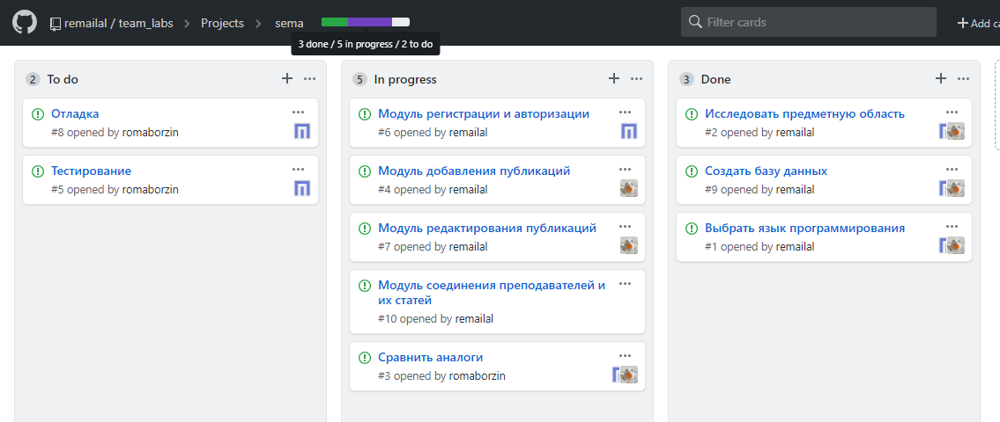 remailal / team_labs
Projects
sema
Filter cards
Add ca
3 done / 5 in progress / 2 to do
2 To do
Отладка
#8 opened by romaborzin
Тестирование
#5 opened by romaborzin
5 In progress
Модуль регистрации и авторизации
#6 opened by remailal
Модуль добавления публикаций
#4 opened by remailal
Модуль редактирования публикаций
#7 opened by remailal
Модуль соединения преподавателей и
их статей
#10 opened by remailal
Сравнить аналоги
#3 opened by romaborzin
3 Done
Исследовать предметную область
#2 opened by remailal
Создать базу данных
#9 opened by remailal
Выбрать язык программирования
#1 opened by remailal